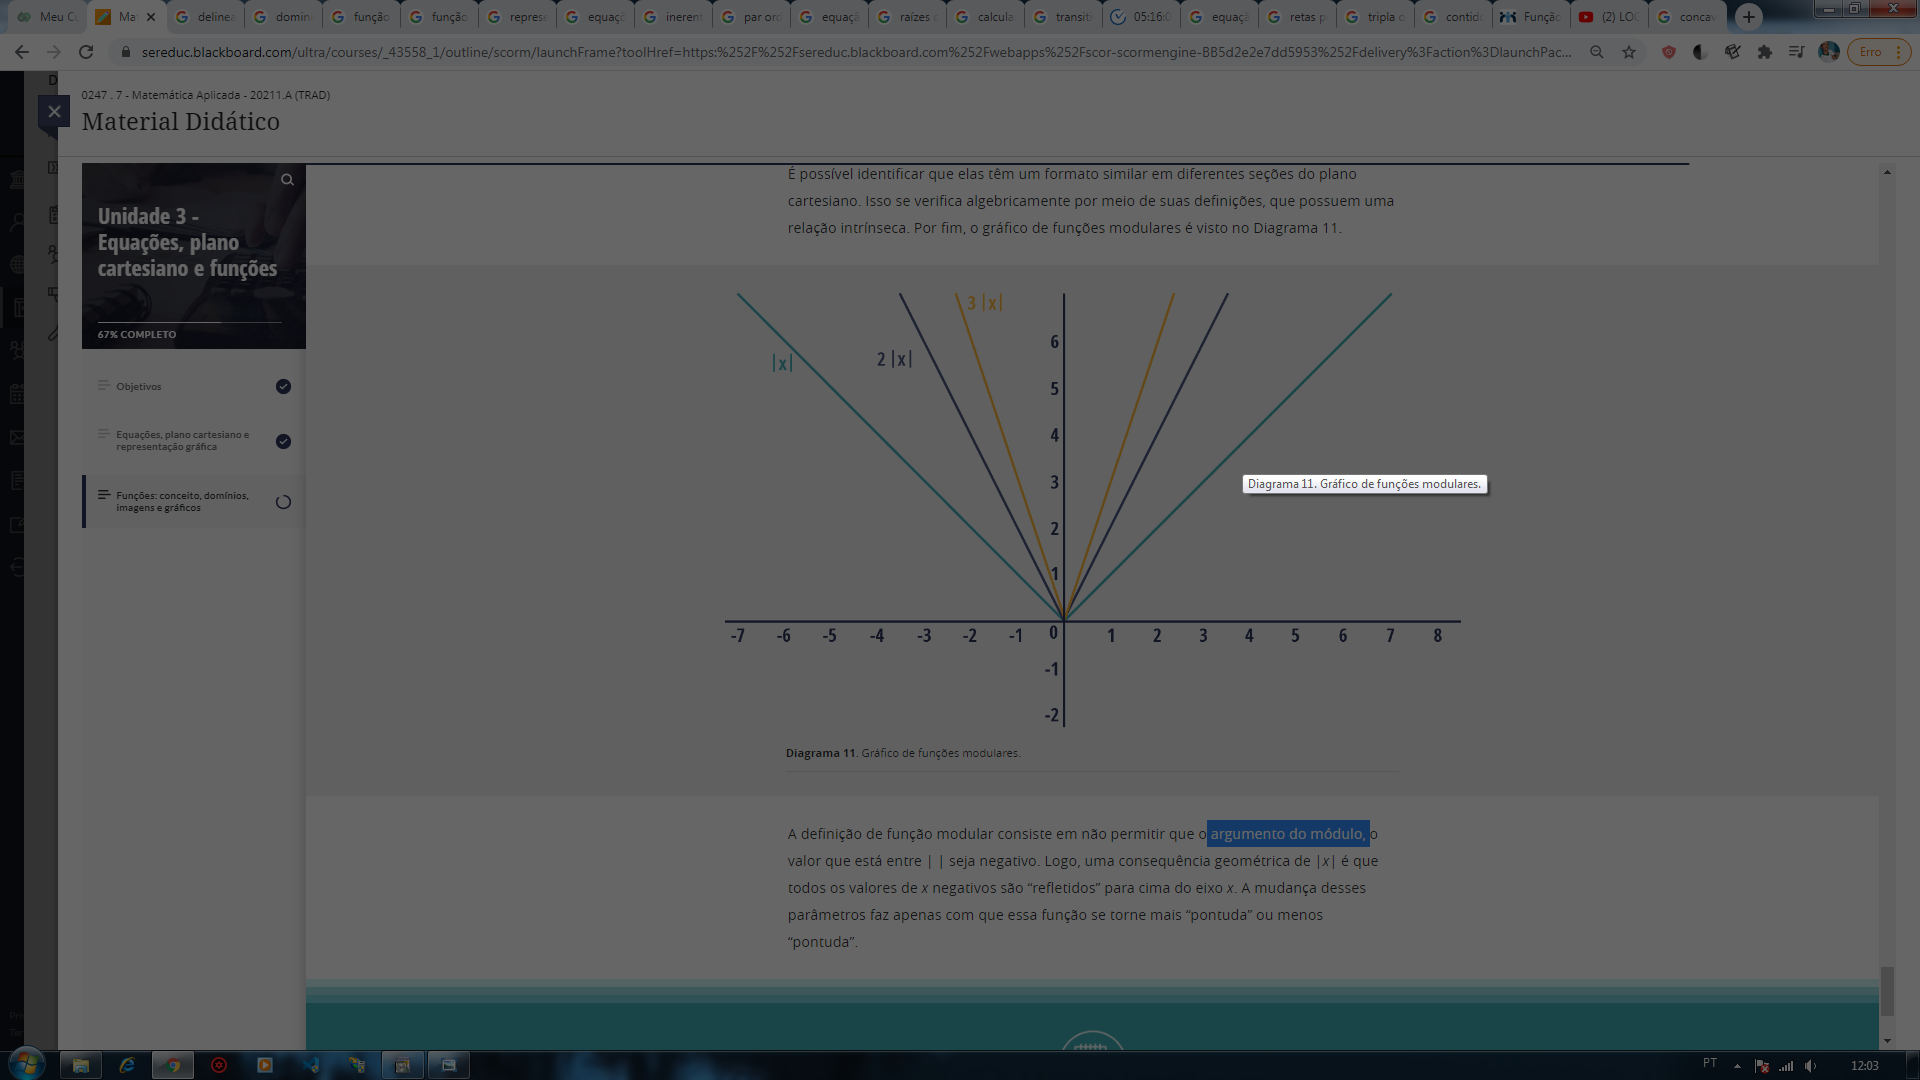 Meu Cu
Ma
deline
domin
função
função
represe
equaçõ
inerent
par ord
equaçã
raízes
calcula
transit
05:16:0
equaçã
retas p
tripla o
contid
Função
(2) LO
concav
sereduc.blackboard.com/ultra/courses/_43558_1/outline/scorm/launchFrame?toolHref=https:%252F%252Fsereduc.blackboard.com%252Fwebapps%252Fscor-scormengine-BB5d2e2e7dd5953%252Fdelivery%3Faction%3DlaunchPac...
Erro
0247 . 7 - Matemática Aplicada - 20211.A (TRAD)
Material Didático
Unidade 3 -
Equações, plano
cartesiano e funções
67% COMPLETO
Objetivos
Equações, plano cartesiano e
representação gráfica
Funções: conceito, domínios,
imagens e gráficos
É possível identificar que elas têm um formato similar em diferentes seções do plano
cartesiano. Isso se verifica algebricamente por meio de suas definições, que possuem uma
relação intrínseca. Por fim, o gráfico de funções modulares é visto no Diagrama 11.
3 |x|
2 |x|
|x|
6
5
4
3
2
1
-7 -6 -5 -4 -3 -2 -1 0 1 2 3 4 5 6 7 8
-1
-2
Diagrama 11. Gráfico de funções modulares.
Diagrama 11. Gráfico de funções modulares.
A definição de função modular consiste em não permitir que o argumento do módulo, o
valor que está entre | | seja negativo. Logo, uma consequência geométrica de |x| é que
todos os valores de x negativos são “refletidos” para cima do eixo x. A mudança desses
parâmetros faz apenas com que essa função se torne mais “pontuda” ou menos
“pontuda”.
PT
12:03